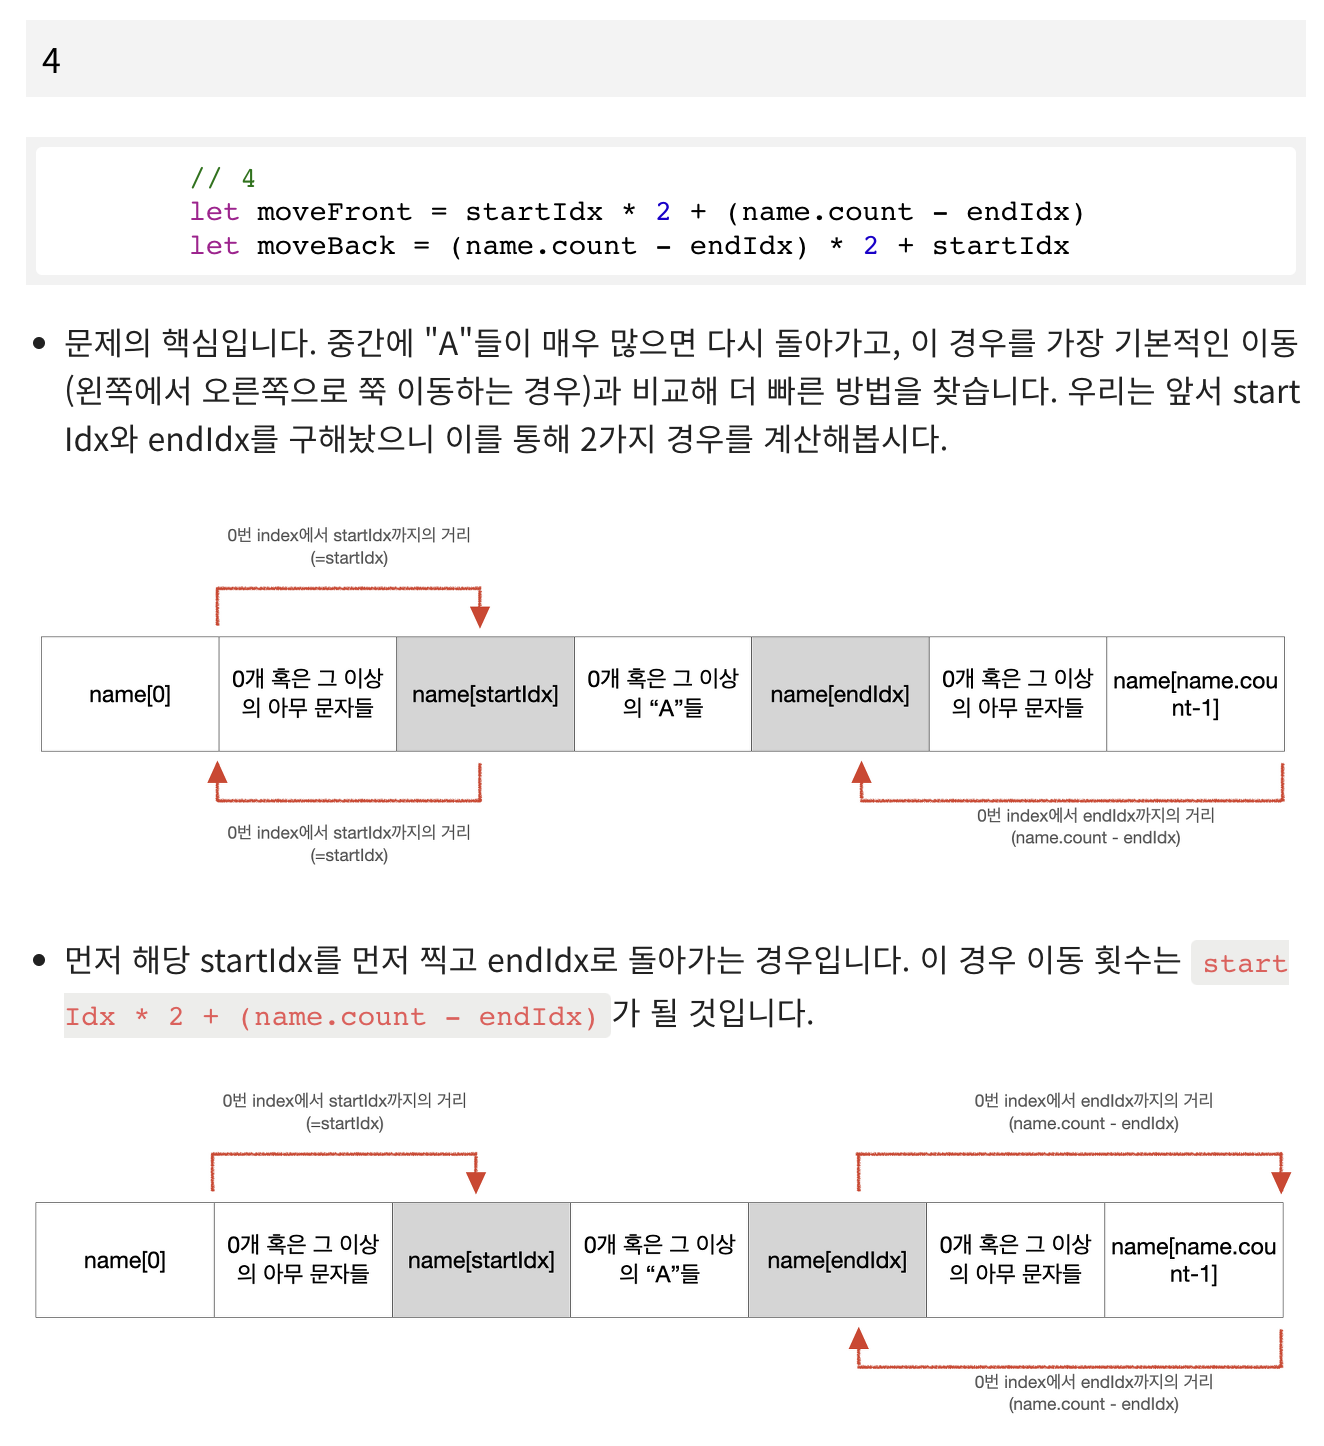 4
// 4
let moveFront = startIdx * 2 + (name.count - endIdx)
let moveBack = (name.count - endIdx) * 2 + startIdx
• 문제의 핵심입니다. 중간에 "A"들이 매우 많으면 다시 돌아가고, 이 경우를 가장 기본적인 이동
(왼쪽에서 오른쪽으로 쭉 이동하는 경우)과 비교해 더 빠른 방법을 찾습니다. 우리는 앞서 start
Idx와 endIdx를 구해놨으니 이를 통해 2가지 경우를 계산해봅시다.
0번 index에서 startIdx까지의 거리
(=startIdx)
name[0]
0개 혹은 그 이상
의 아무 문자들
name[startIdx]
0개 혹은 그 이상
의 “A”들
name[endIdx]
0개 혹은 그 이상
의 아무 문자들
name[name.cou
nt-1]
0번 index에서 startIdx까지의 거리
(=startIdx)
0번 index에서 endIdx까지의 거리
(name.count - endIdx)
• 먼저 해당 startIdx를 먼저 찍고 endIdx로 돌아가는 경우입니다. 이 경우 이동 횟수는 start
Idx * 2 + (name.count - endIdx)가 될 것입니다.
0번 index에서 startIdx까지의 거리
(=startIdx)
0번 index에서 endIdx까지의 거리
(name.count - endIdx)
name[0]
0개 혹은 그 이상
의 아무 문자들
name[startIdx]
0개 혹은 그 이상
의 “A”들
name[endIdx]
0개 혹은 그 이상
의 아무 문자들
name[name.cou
nt-1]
0번 index에서 endIdx까지의 거리
(name.count - endIdx)